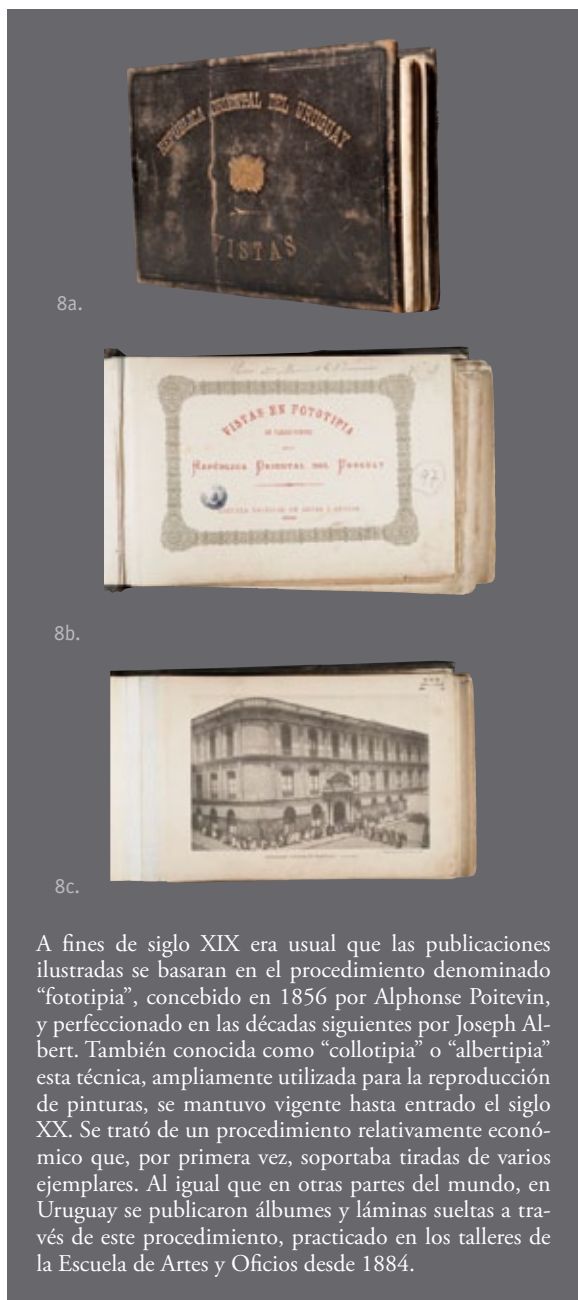 REPÚBLICA ORIENTAL DEL URUGUAY
VISTAS
8a.
VISTAS EN FOTOTIPIA
REPÚBLICA ORIENTAL DEL URUGUAY
97
8b.
8c.
A fines de siglo XIX era usual que las publicaciones
ilustradas se basaran en el procedimiento denominado
“fototipia”, concebido en 1856 por Alphonse Poitevin,
y perfeccionado en las décadas siguientes por Joseph Al-
bert. También conocida como “collotipia” o “albertipia”
esta técnica, ampliamente utilizada para la reproducción
de pinturas, se mantuvo vigente hasta entrado el siglo
XX. Se trató de un procedimiento relativamente econó-
mico que, por primera vez, soportaba tiradas de varios
ejemplares. Al igual que en otras partes del mundo, en
Uruguay se publicaron álbumes y láminas sueltas a tra-
vés de este procedimiento, practicado en los talleres de
la Escuela de Artes y Oficios desde 1884.